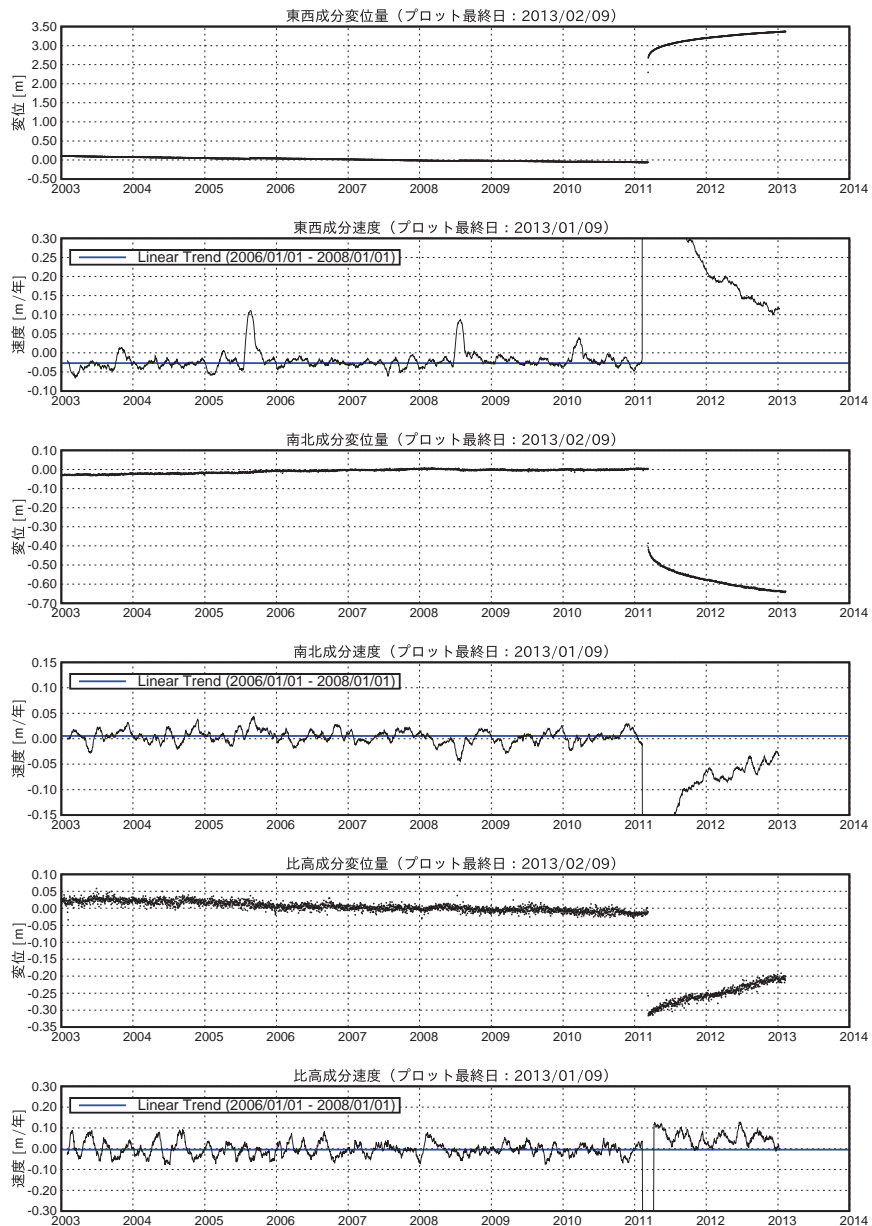 東西成分変位量（プロット最終日：2013/02/09）
変位 [m]
3.50
3.00
2.50
2.00
1.50
1.00
0.50
0.00
-0.50
2003 2004 2005 2006 2007 2008 2009 2010 2011 2012 2013 2014
東西成分速度（プロット最終日：2013/01/09）
速度 [m/年]
Linear Trend (2006/01/01 - 2008/01/01)
0.30
0.25
0.20
0.15
0.10
0.05
0.00
-0.05
-0.10
2003 2004 2005 2006 2007 2008 2009 2010 2011 2012 2013 2014
南北成分変位量（プロット最終日：2013/02/09）
変位 [m]
0.10
0.00
-0.10
-0.20
-0.30
-0.40
-0.50
-0.60
-0.70
2003 2004 2005 2006 2007 2008 2009 2010 2011 2012 2013 2014
南北成分速度（プロット最終日：2013/01/09）
速度 [m/年]
Linear Trend (2006/01/01 - 2008/01/01)
0.15
0.10
0.05
0.00
-0.05
-0.10
-0.15
2003 2004 2005 2006 2007 2008 2009 2010 2011 2012 2013 2014
比高成分変位量（プロット最終日：2013/02/09）
変位 [m]
0.10
0.05
0.00
-0.05
-0.10
-0.15
-0.20
-0.25
-0.30
-0.35
2003 2004 2005 2006 2007 2008 2009 2010 2011 2012 2013 2014
比高成分速度（プロット最終日：2013/01/09）
速度 [m/年]
Linear Trend (2006/01/01 - 2008/01/01)
0.30
0.20
0.10
0.00
-0.10
-0.20
-0.30
2003 2004 2005 2006 2007 2008 2009 2010 2011 2012 2013 2014